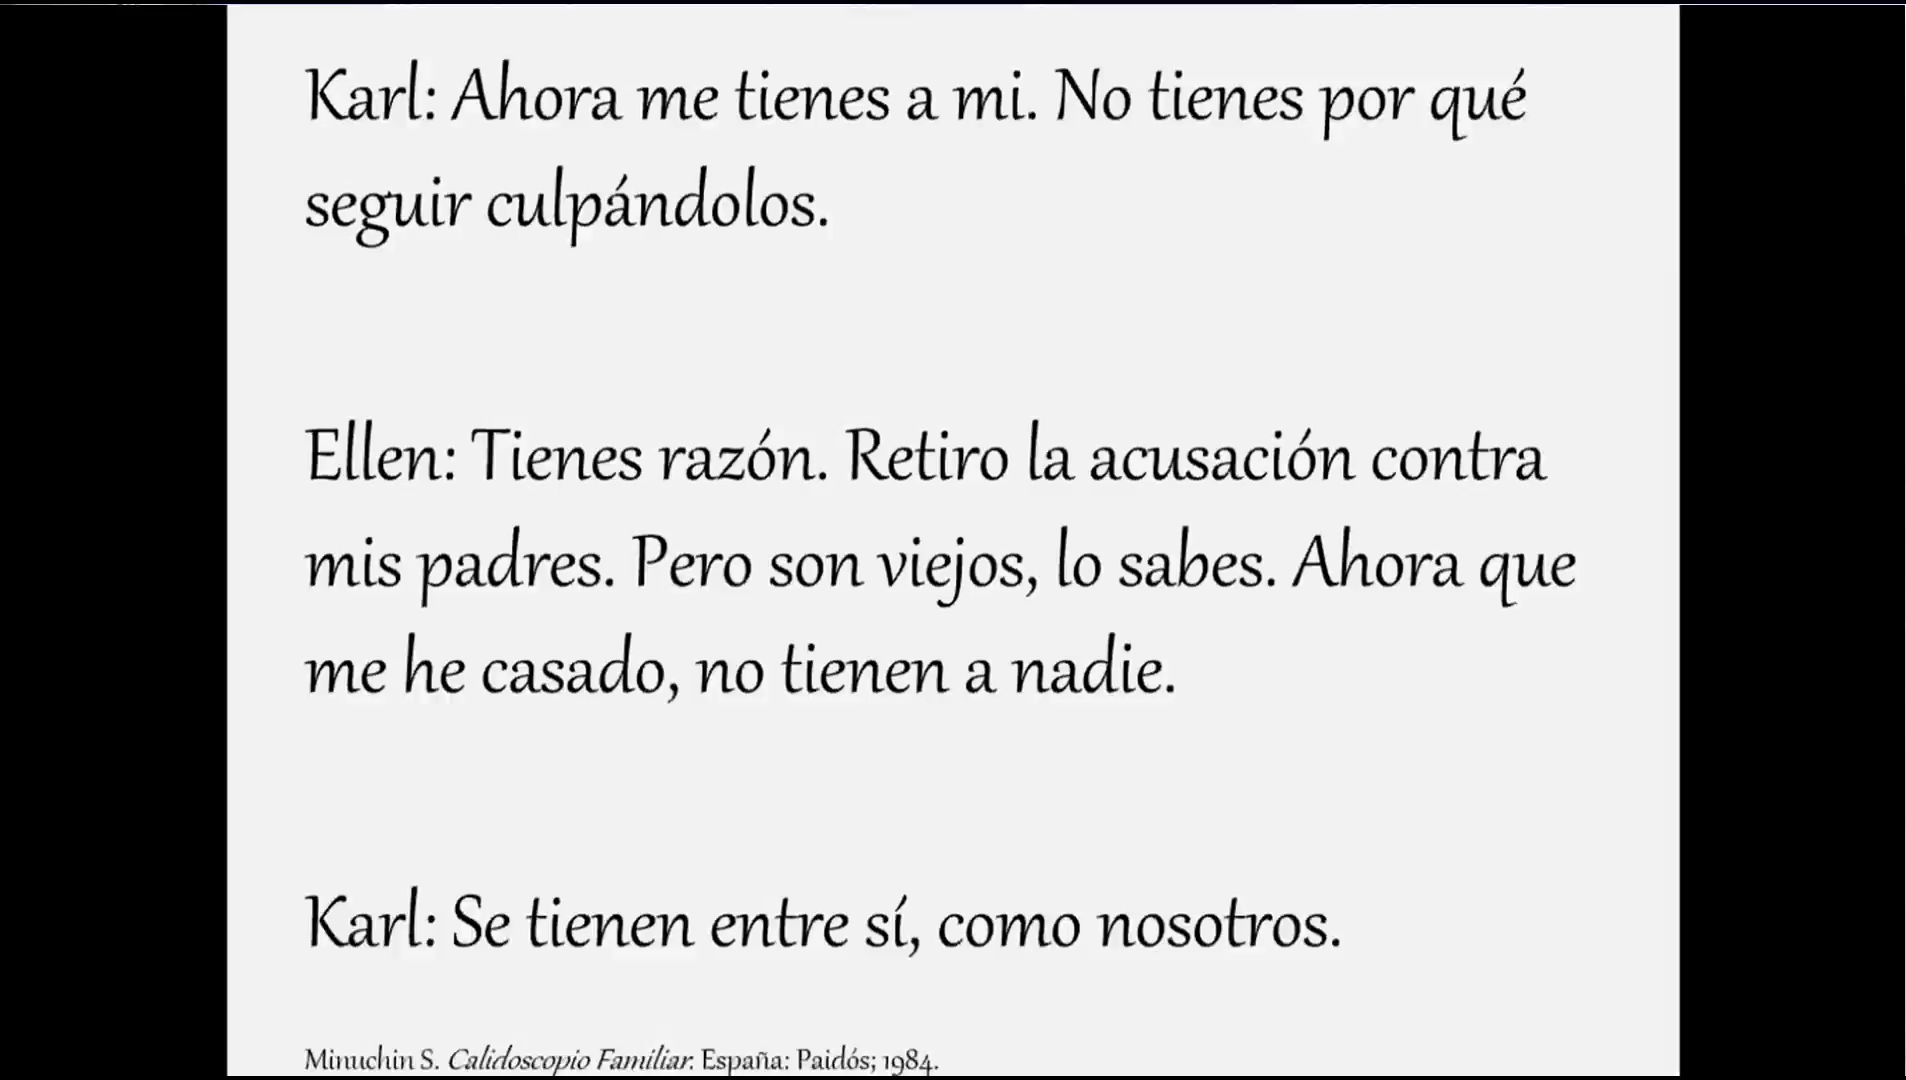 Karl: Ahora me tienes a mi. No tienes por qué
seguir culpándolos.
Ellen: Tienes razón. Retiro la acusación contra
mis padres. Pero son viejos, lo sabes. Ahora que
me he casado, no tienen a nadie.
Karl: Se tienen entre sí, como nosotros.
Minuchin S. Calidoscopio Familiar. España: Paidós; 1984.